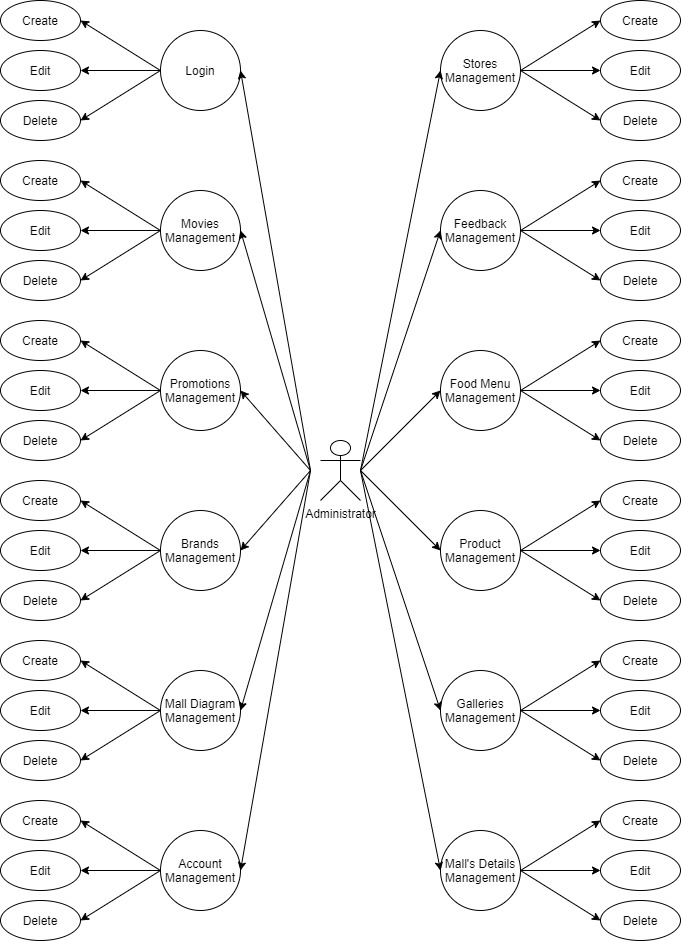 Create
Edit
Delete
Login
Stores
Management
Create
Edit
Delete
Create
Edit
Delete
Movies
Management
Feedback
Management
Create
Edit
Delete
Create
Edit
Delete
Promotions
Management
Food Menu
Management
Create
Edit
Delete
Administrator
Create
Edit
Delete
Brands
Management
Product
Management
Create
Edit
Delete
Create
Edit
Delete
Mall Diagram
Management
Galleries
Management
Create
Edit
Delete
Create
Edit
Delete
Account
Management
Mall's Details
Management
Create
Edit
Delete